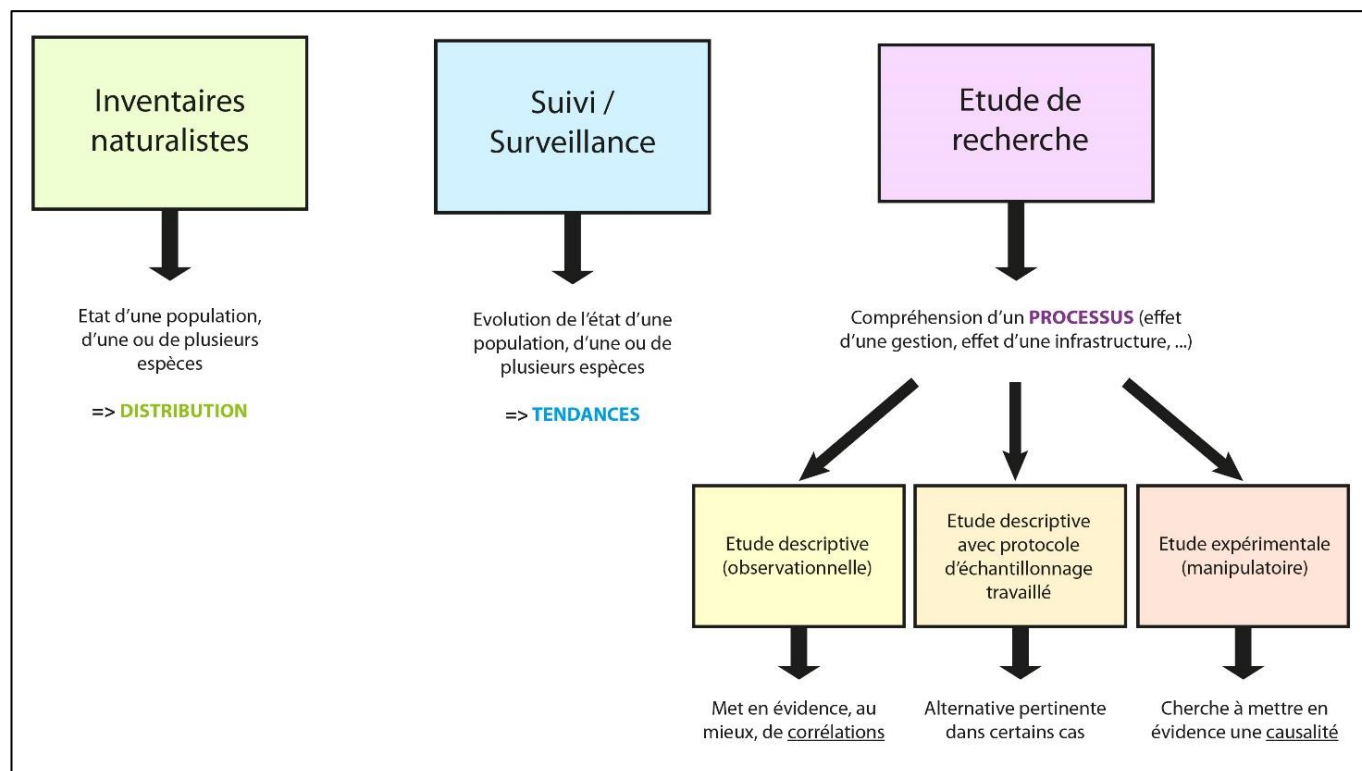 Inventaires
naturalistes
Suivi /
Surveillance
Etude de
recherche
Etat d’une population,
d’une ou de plusieurs
espèces
=> DISTRIBUTION
Evolution de l’état d’une
population, d’une ou de
plusieurs espèces
=> TENDANCES
Compréhension d’un PROCESSUS (effet
d’une gestion, effet d’une infrastructure, ...)
Etude descriptive
(observationnelle)
Etude descriptive
avec protocole
d’échantillonnage
travaillé
Etude expérimentale
(manipulatoire)
Met en évidence, au
mieux, de corrélations
Alternative pertinente
dans certains cas
Cherche à mettre en
évidence une causalité